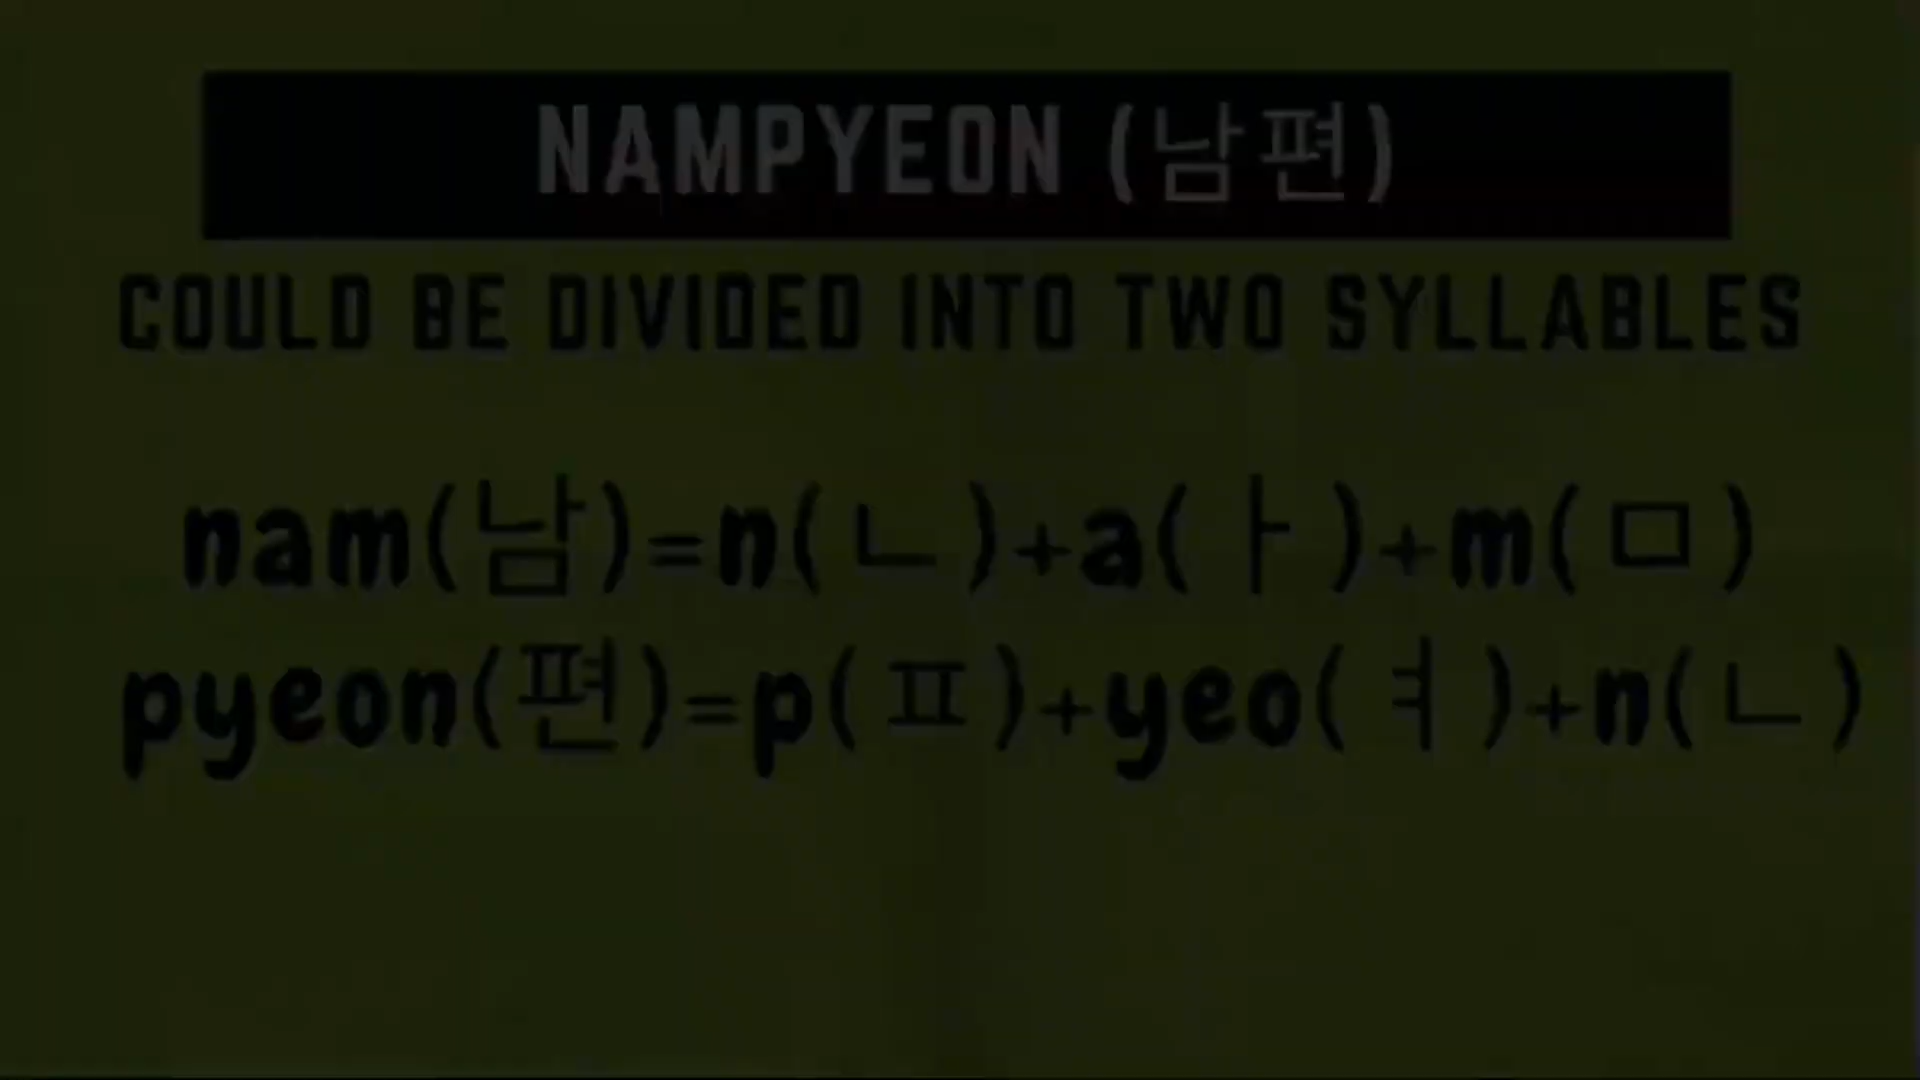 NAMPYEON (남편)
COULD BE DIVIDED INTO TWO SYLLABLES
nam(남)=n(ㄴ)+a(ㅏ)+m(ㅁ)
pyeon(편)=p(ㅍ)+yeo(ㅕ)+n(ㄴ)